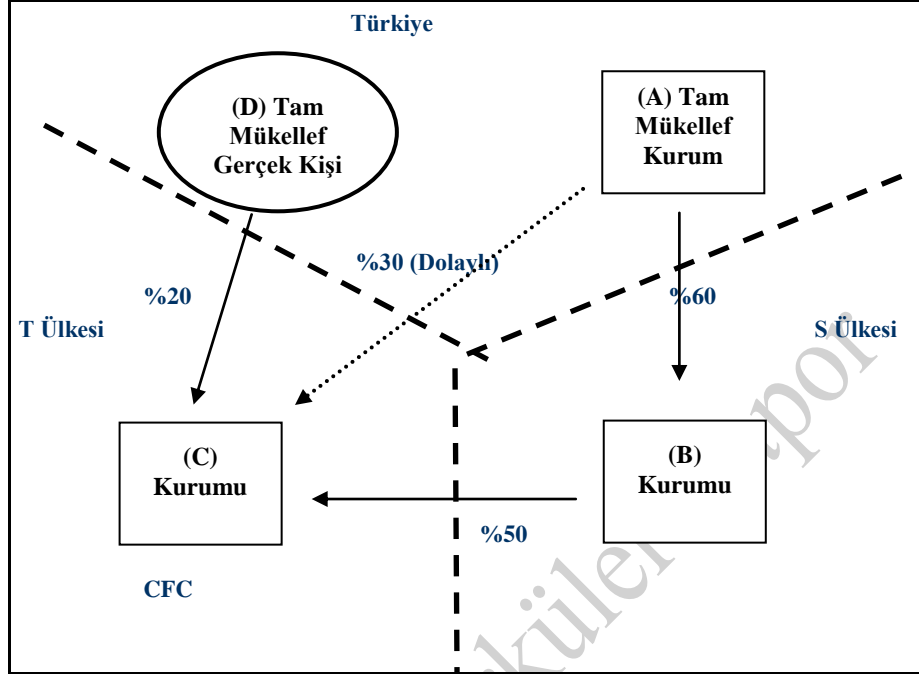 Türkiye
(D) Tam
Mükellef
Gerçek Kişi
(A) Tam
Mükellef
Kurum
%30 (Dolaylı)
%20
%60
T Ülkesi
S Ülkesi
(C)
Kurumu
(B)
Kurumu
%50
CFC